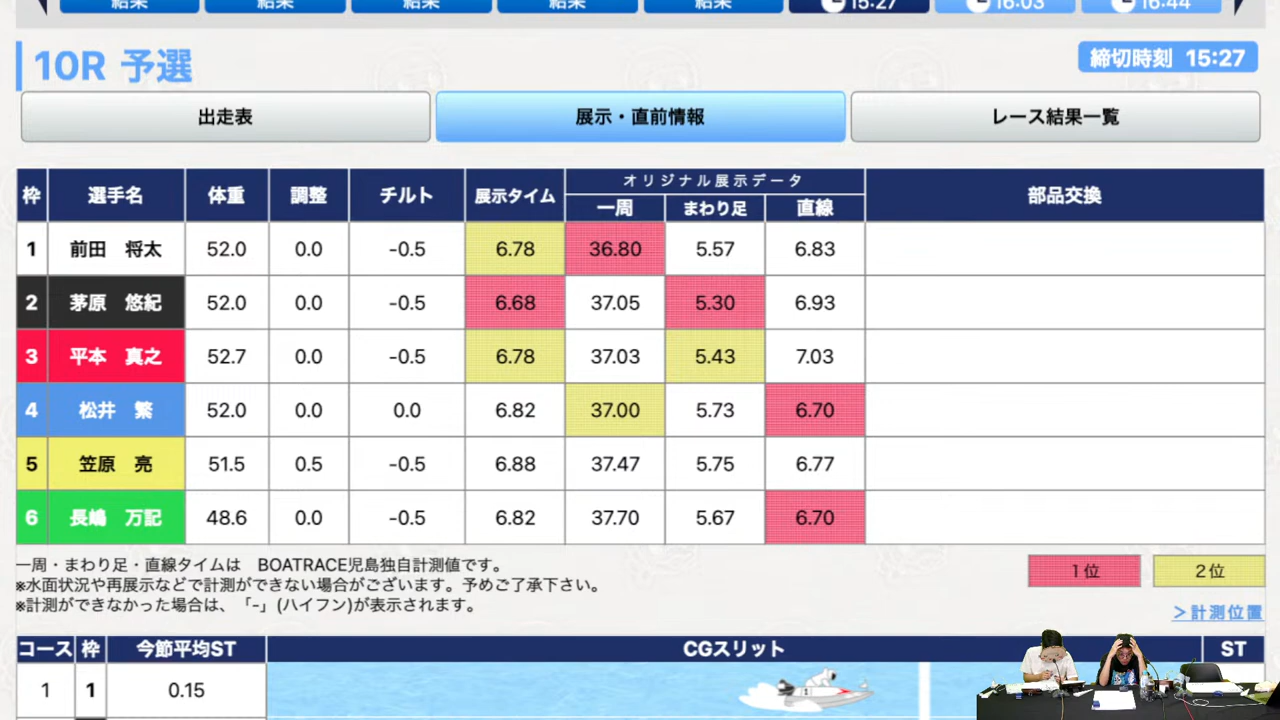 結果 結果 結果 結果 結果 15:27 16:03 16:44
10R 予選
締切時刻 15:27
出走表 展示・直前情報 レース結果一覧
枠 選手名 体重 調整 チルト 展示タイム オリジナル展示データ 部品交換
一周 まわり足 直線
1 前田 将太 52.0 0.0 -0.5 6.78 36.80 5.57 6.83
2 茅原 悠紀 52.0 0.0 -0.5 6.68 37.05 5.30 6.93
3 平本 真之 52.7 0.0 -0.5 6.78 37.03 5.43 7.03
4 松井 繁 52.0 0.0 0.0 6.82 37.00 5.73 6.70
5 笠原 亮 51.5 0.5 -0.5 6.88 37.47 5.75 6.77
6 長嶋 万記 48.6 0.0 -0.5 6.82 37.70 5.67 6.70
一周・まわり足・直線タイムは BOATRACE児島独自計測値です。
※水面状況や再展示などで計測ができない場合がございます。予めご了承下さい。
※計測ができなかった場合は、「-」(ハイフン)が表示されます。
1位 2位
＞計測位置
コース 枠 今節平均ST CGスリット ST
1 1 0.15